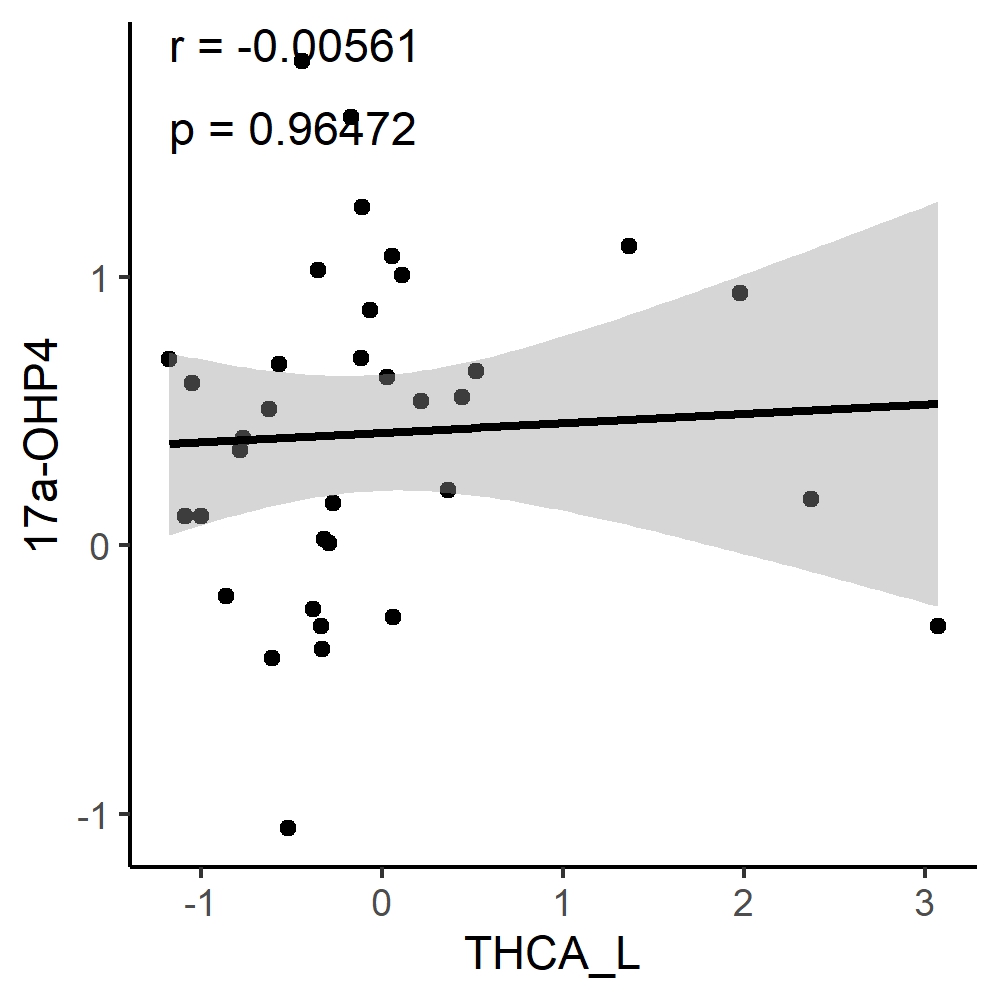 r = -0.00561
p = 0.96472
1
0
-1
17a-OHP4
-1 0 1 2 3
THCA_L